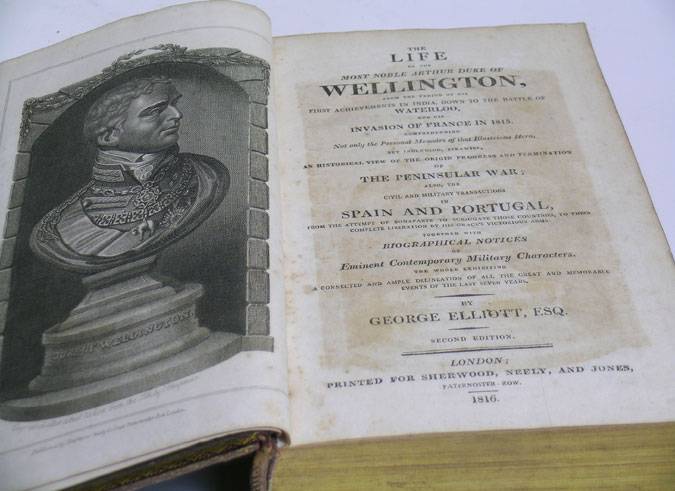 WELLINGTON
THE
LIFE
OF THE
MOST NOBLE ARTHUR DUKE OF
WELLINGTON,
FROM THE PERIOD OF HIS
FIRST ACHIEVEMENTS IN INDIA, DOWN TO THE BATTLE OF
WATERLOO,
AND HIS
INVASION OF FRANCE IN 1815.
COMPREHENDING
Not only the Personal Memoirs of that Illustrious Hero,
BUT INCLUDING, LIKEWISE,
AN HISTORICAL VIEW OF THE ORIGIN PROGRESS AND TERMINATION
OF
THE PENINSULAR WAR;
ALSO, THE
CIVIL AND MILITARY TRANSACTIONS
IN
SPAIN AND PORTUGAL,
FROM THE ATTEMPT OF BONAPARTE TO SUBJUGATE THOSE COUNTRIES, TO THEIR
COMPLETE LIBERATION BY HIS GRACE'S VICTORIOUS ARMS.
TOGETHER WITH
BIOGRAPHICAL NOTICES
OF
Eminent Contemporary Military Characters.
THE WHOLE EXHIBITING
A CONNECTED AND AMPLE DELINEATION OF ALL THE GREAT AND MEMORABLE
EVENTS OF THE LAST SEVEN YEARS,
BY
GEORGE ELLIOTT, ESQ.
SECOND EDITION.
LONDON:
PRINTED FOR SHERWOOD, NEELY, AND JONES,
PATERNOSTER-ROW.
1816.